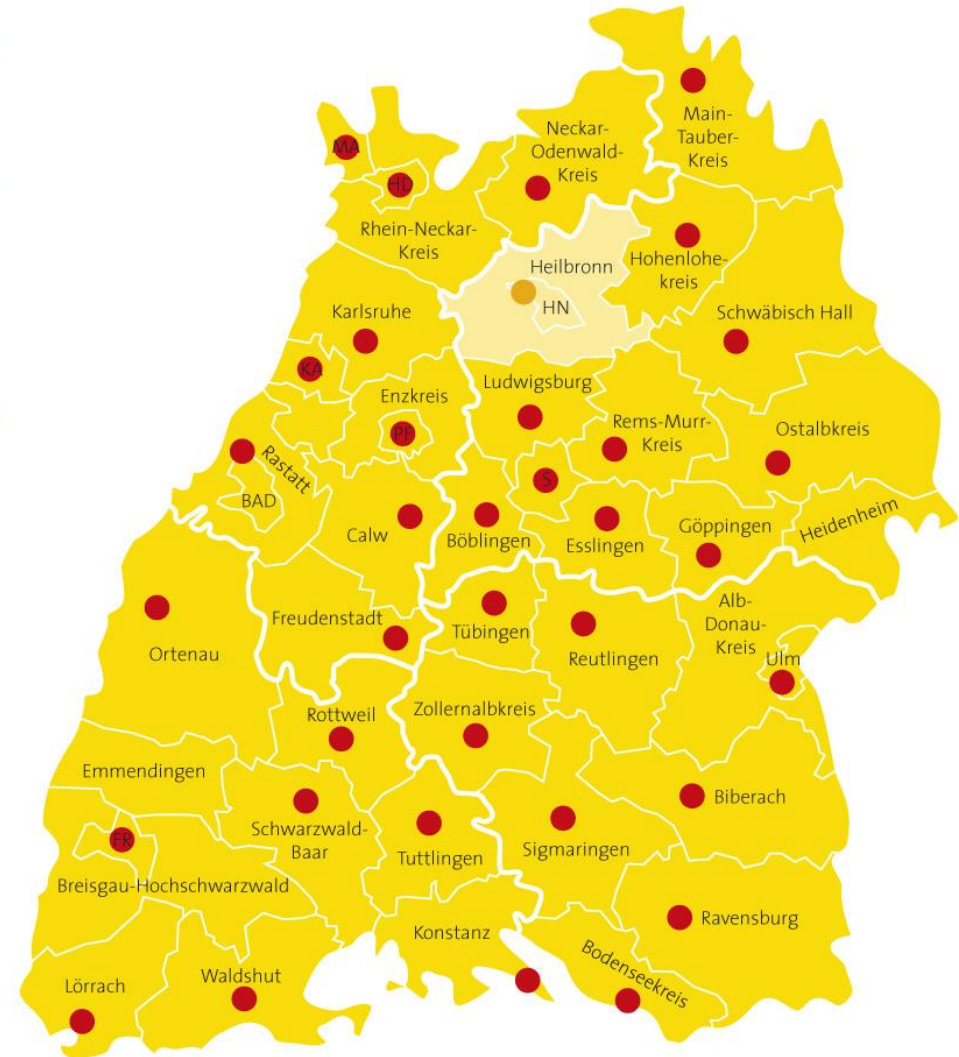 Main-
Tauber-
Kreis
Neckar-
Odenwald-
Kreis
MA
HD
Rhein-Neckar-
Kreis
Heilbronn
HN
Hohenlohe-
kreis
Karlsruhe
Schwäbisch Hall
KA
Enzkreis
Ludwigsburg
PF
Rems-Murr-
Kreis
Ostalbkreis
Rastatt
BAD
S
Calw
Böblingen
Esslingen
Göppingen
Heidenheim
Freudenstadt
Tübingen
Reutlingen
Alb-
Donau-
Kreis
Ulm
Ortenau
Rottweil
Zollernalbkreis
Emmendingen
Biberach
Schwarzwald-
Baar
Tuttlingen
Sigmaringen
FR
Breisgau-Hochschwarzwald
Ravensburg
Konstanz
Bodenseekreis
Lörrach
Waldshut